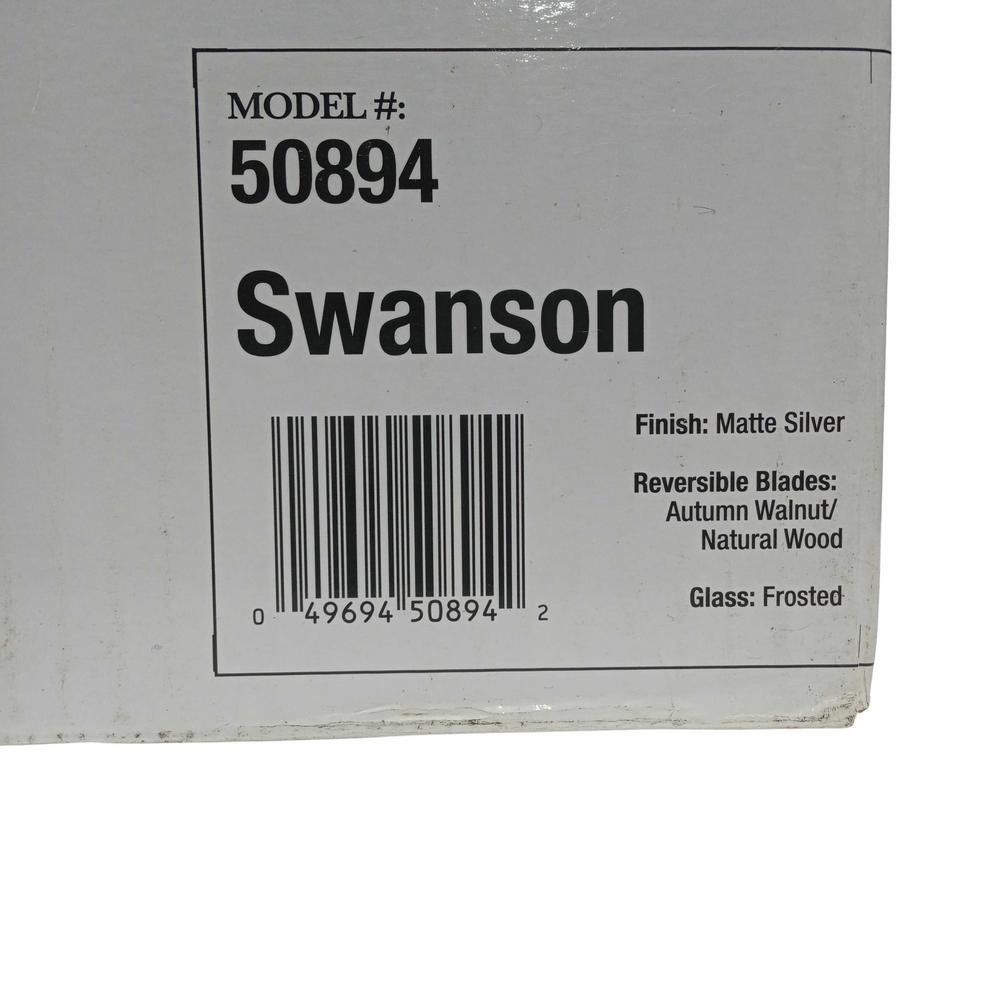 MODEL #:
50894
Swanson
Finish: Matte Silver
Reversible Blades:
Autumn Walnut/
Natural Wood
Glass: Frosted
0 49694 50894 2